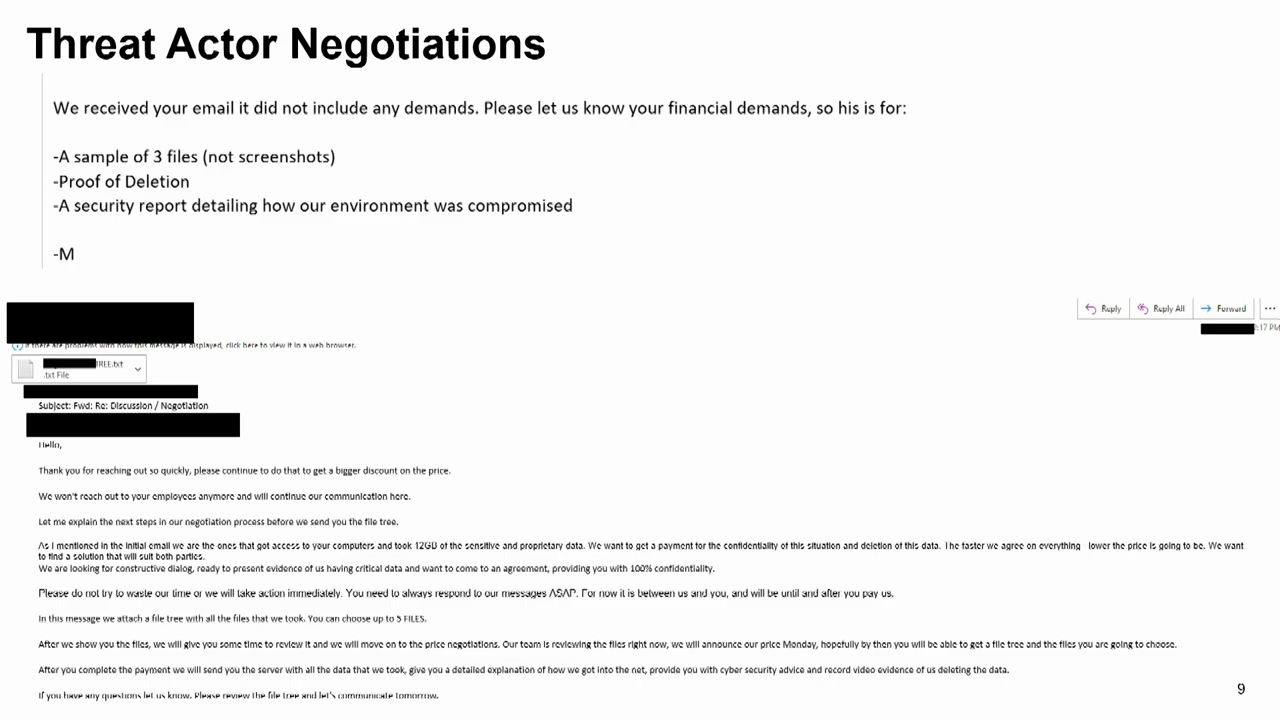 Threat Actor Negotiations
We received your email it did not include any demands. Please let us know your financial demands, so his is for:
-A sample of 3 files (not screenshots)
-Proof of Deletion
-A security report detailing how our environment was compromised
-M
Reply Reply All Forward ...
:17 PM
If there are problems with how this message is displayed, click here to view it in a web browser.
TREE.txt
.txt File
Subject: Fwd: Re: Discussion / Negotiation
Hello,
Thank you for reaching out so quickly, please continue to do that to get a bigger discount on the price.
We won't reach out to your employees anymore and will continue our communication here.
Let me explain the next steps in our negotiation process before we send you the file tree.
As I mentioned in the initial email we are the ones that got access to your computers and took 12GB of the sensitive and proprietary data. We want to get a payment for the confidentiality of this situation and deletion of this data. The faster we agree on everything lower the price is going to be. We want
to find a solution that will suit both parties.
We are looking for constructive dialog, ready to present evidence of us having critical data and want to come to an agreement, providing you with 100% confidentiality.
Please do not try to waste our time or we will take action immediately. You need to always respond to our messages ASAP. For now it is between us and you, and will be until and after you pay us.
In this message we attach a file tree with all the files that we took. You can choose up to 5 FILES.
After we show you the files, we will give you some time to review it and we will move on to the price negotiations. Our team is reviewing the files right now, we will announce our price Monday, hopefully by then you will be able to get a file tree and the files you are going to choose.
After you complete the payment we will send you the server with all the data that we took, give you a detailed explanation of how we got into the net, provide you with cyber security advice and record video evidence of us deleting the data.
If you have any questions let us know. Please review the file tree and let's communicate tomorrow.
9